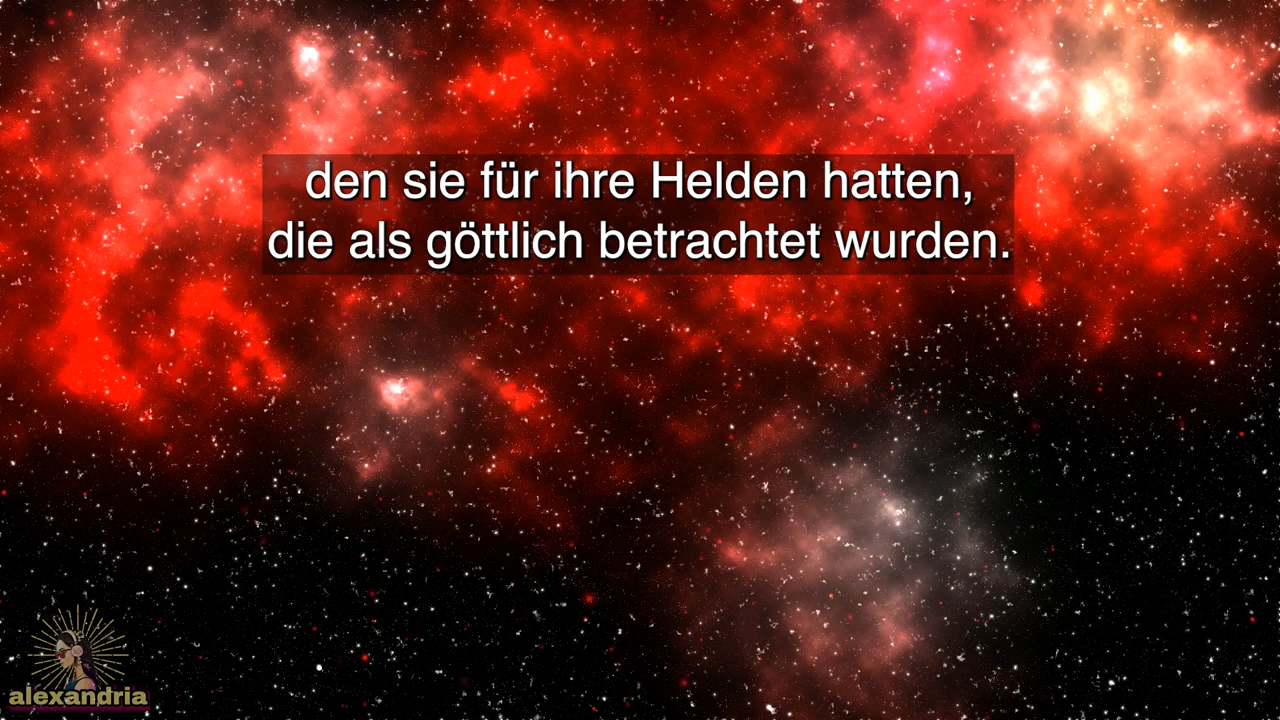 den sie für ihre Helden hatten,
die als göttlich betrachtet wurden.
alexandria